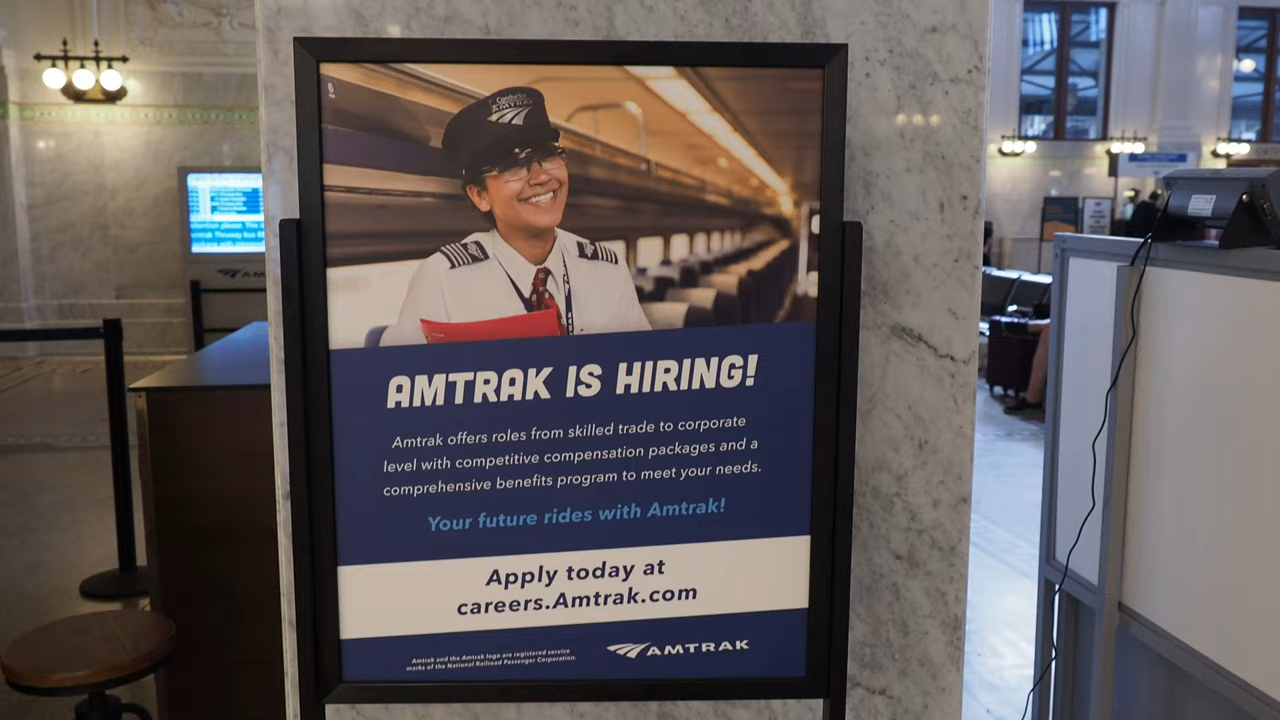 Conductor
AMTRAK
AMTRAK IS HIRING!
Amtrak offers roles from skilled trade to corporate
level with competitive compensation packages and a
comprehensive benefits program to meet your needs.
Your future rides with Amtrak!
Apply today at
careers.Amtrak.com
Amtrak and the Amtrak logo are registered service
marks of the National Railroad Passenger Corporation.
AMTRAK